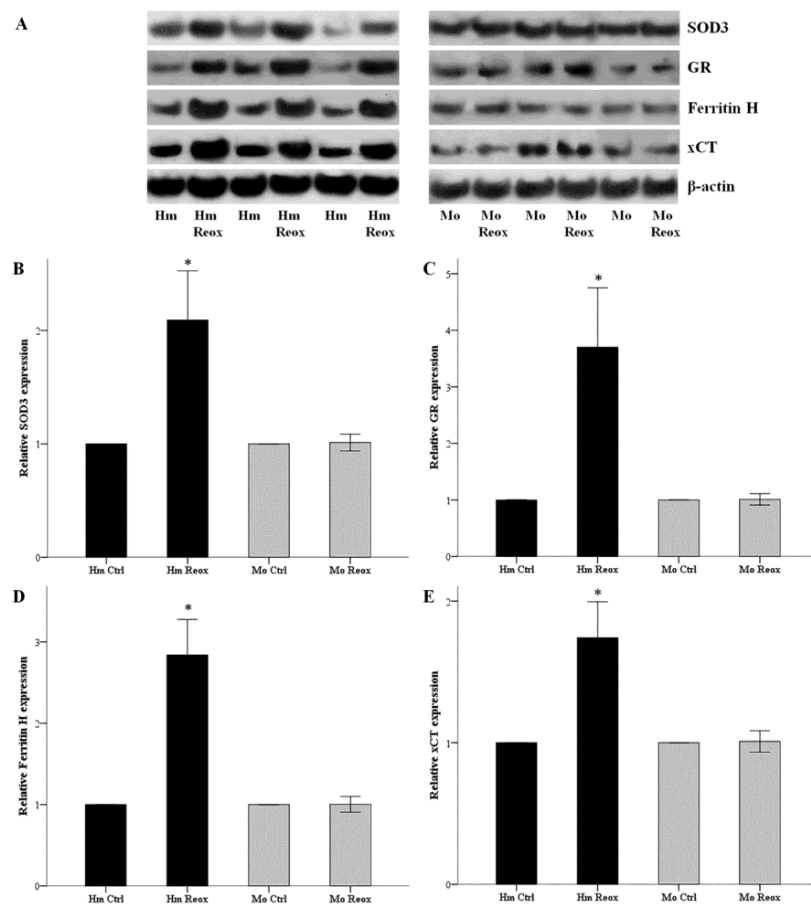 A
SOD3
GR
Ferritin H
xCT
β-actin
Hm Hm Reox Hm Hm Reox Hm Hm Reox
Mo Mo Reox Mo Mo Reox Mo Mo Reox
B
*
2
1
0
Relative SOD3 expression
Hm Ctrl Hm Reox Mo Ctrl Mo Reox
C
*
5
4
3
2
1
0
Relative GR expression
Hm Ctrl Hm Reox Mo Ctrl Mo Reox
D
*
3
2
1
0
Relative Ferritin H expression
Hm Ctrl Hm Reox Mo Ctrl Mo Reox
E
*
1
0
Relative xCT expression
Hm Ctrl Hm Reox Mo Ctrl Mo Reox